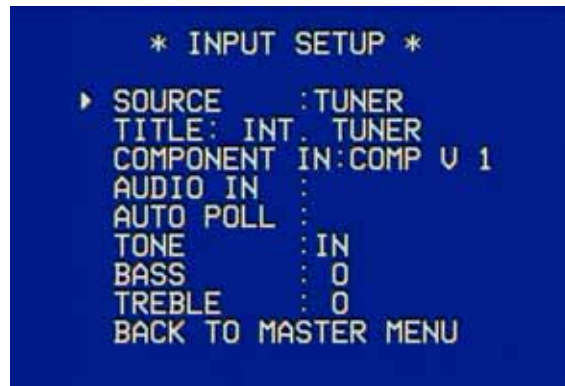 * INPUT SETUP *
SOURCE :TUNER
TITLE: INT. TUNER
COMPONENT IN:COMP V 1
AUDIO IN :
AUTO POLL :
TONE :IN
BASS : 0
TREBLE : 0
BACK TO MASTER MENU